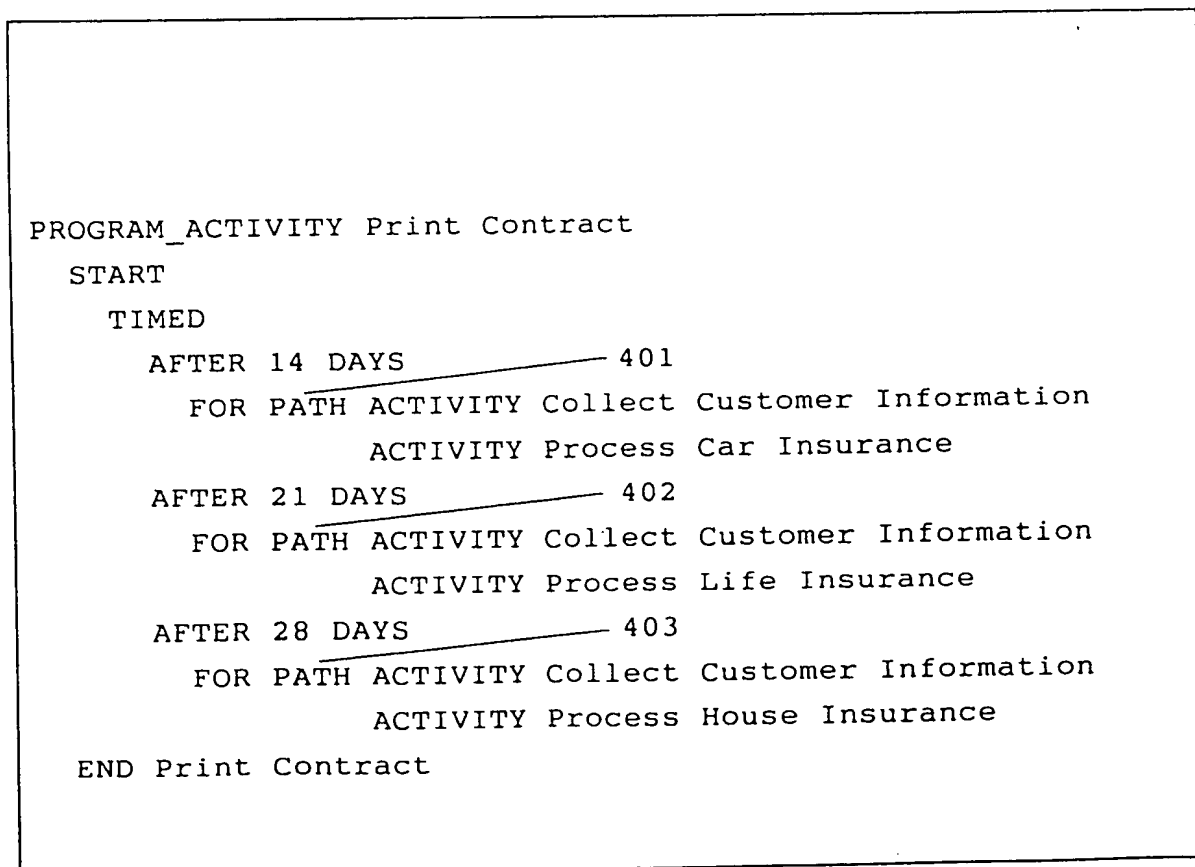 PROGRAM_ACTIVITY Print Contract
START
TIMED
AFTER 14 DAYS 401
FOR PATH ACTIVITY Collect Customer Information
ACTIVITY Process Car Insurance
AFTER 21 DAYS 402
FOR PATH ACTIVITY Collect Customer Information
ACTIVITY Process Life Insurance
AFTER 28 DAYS 403
FOR PATH ACTIVITY Collect Customer Information
ACTIVITY Process House Insurance
END Print Contract